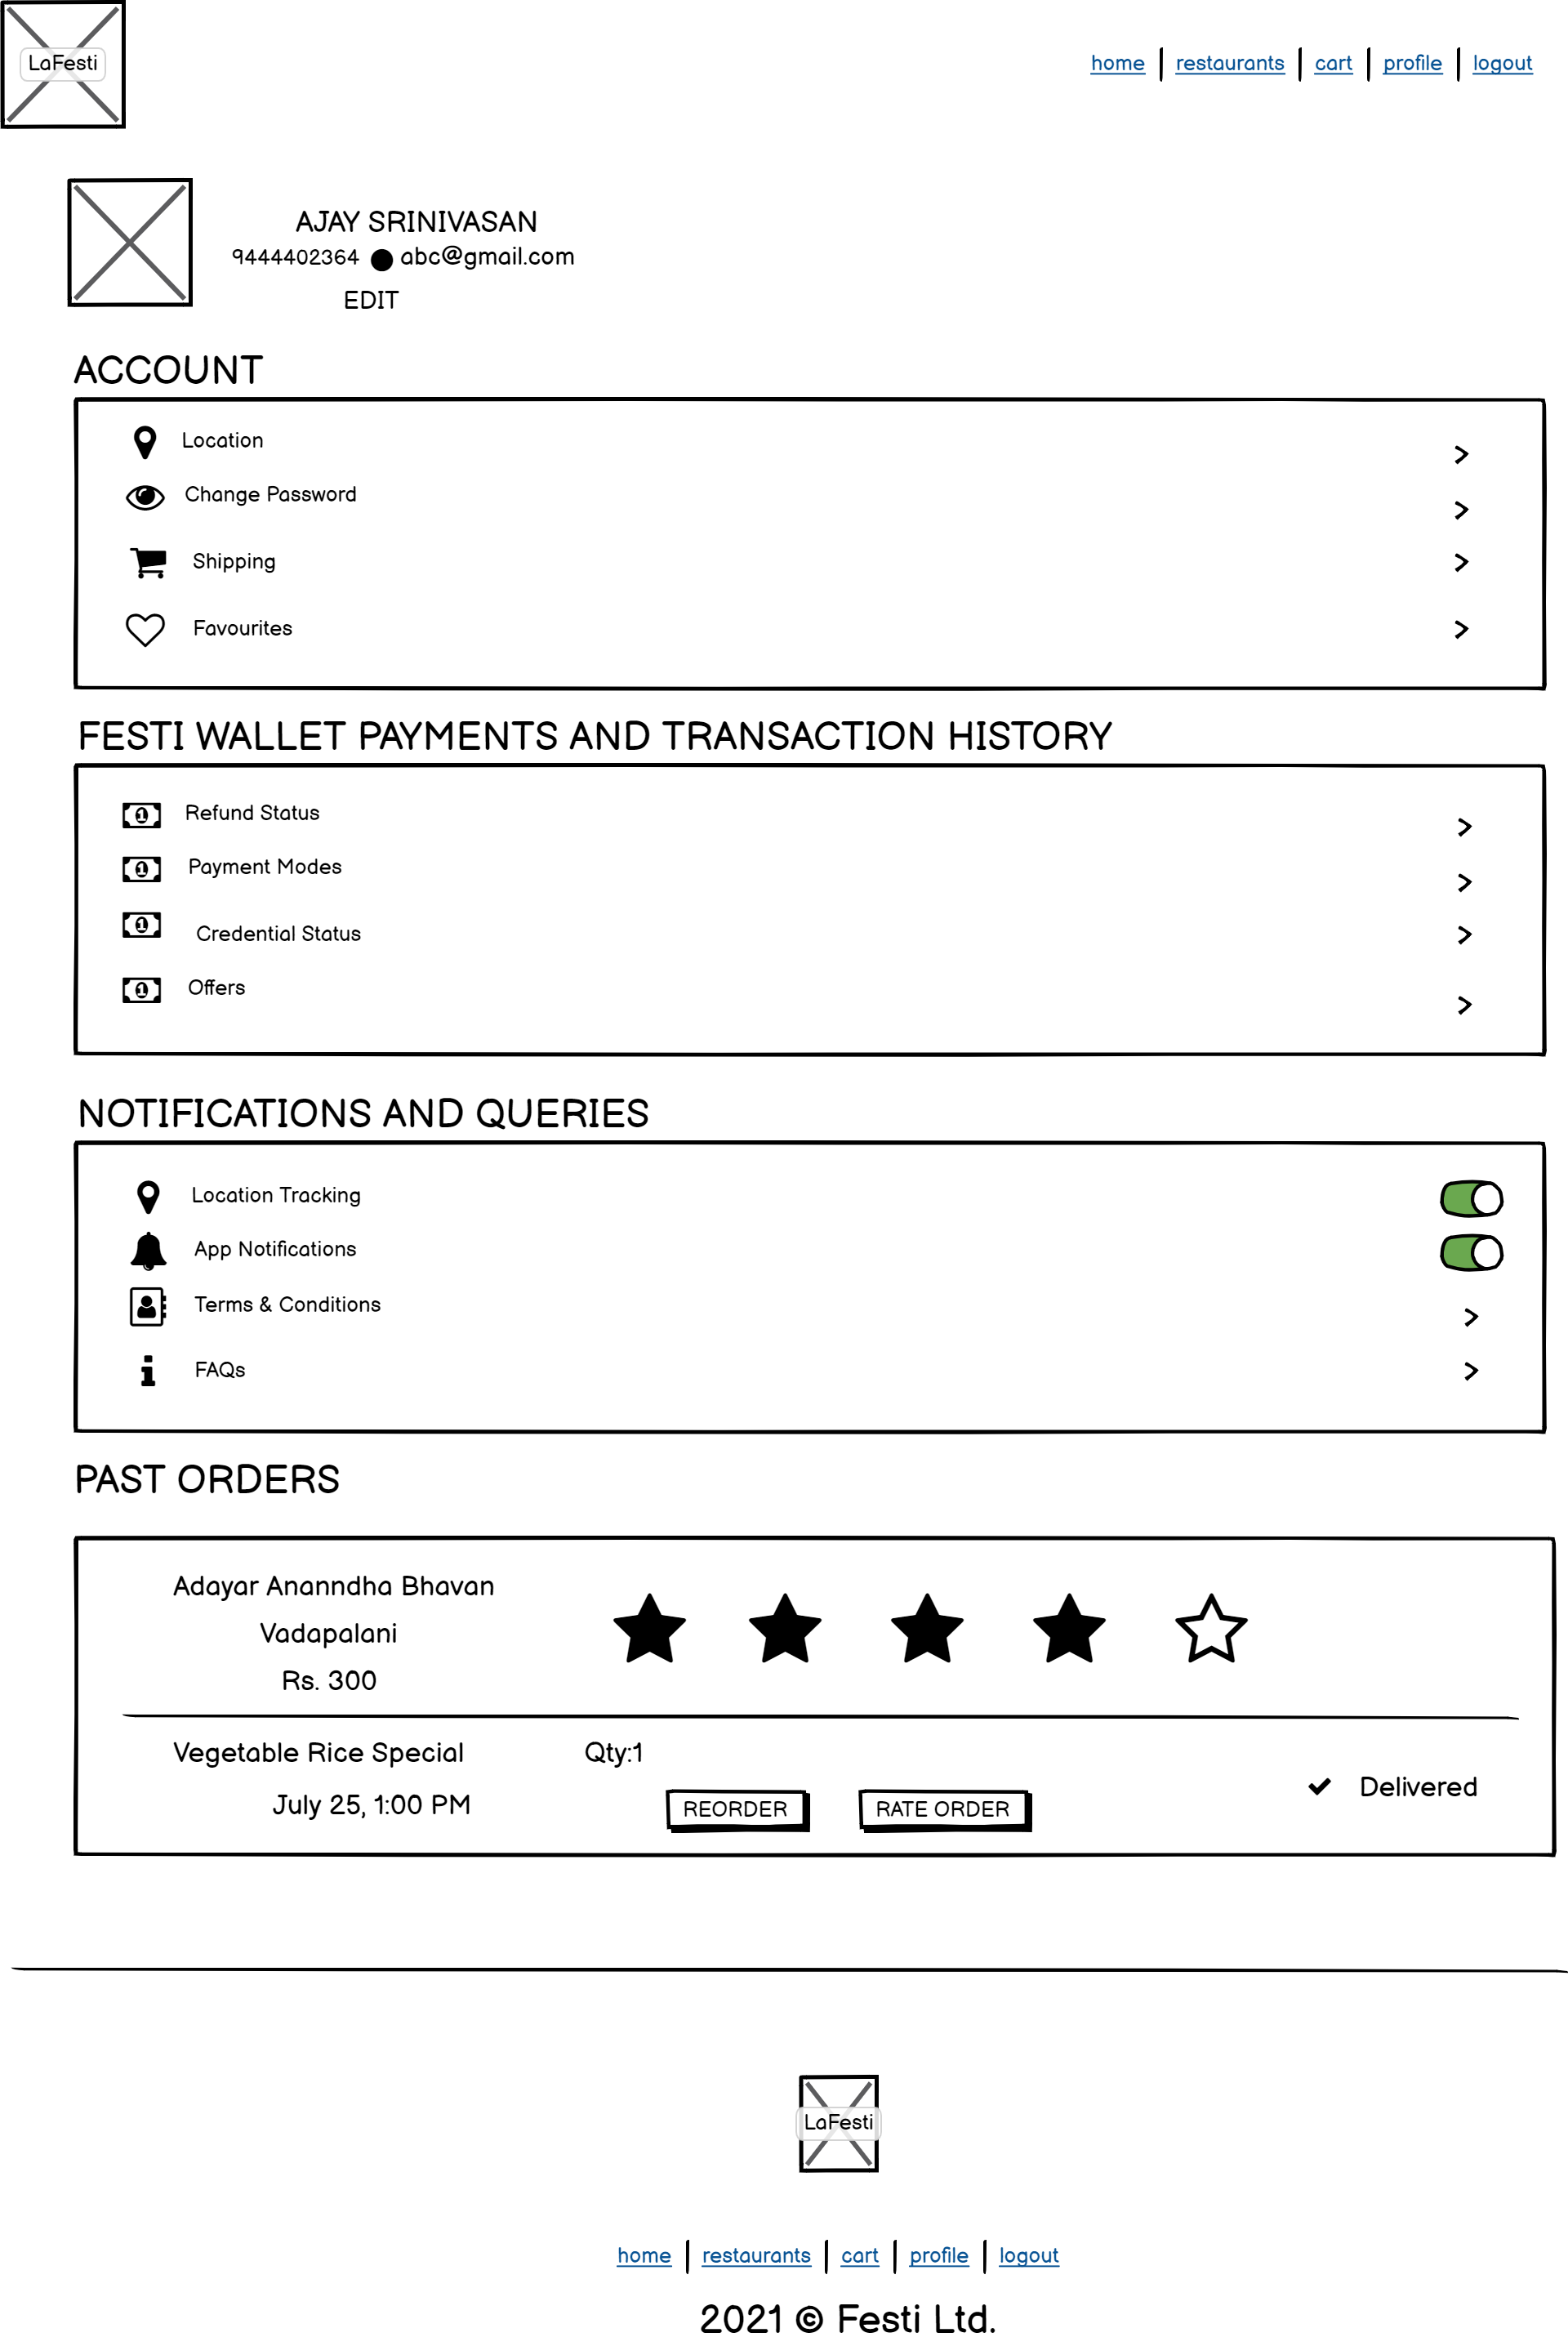 LaFesti
home | restaurants | cart | profile | logout
AJAY SRINIVASAN
9444402364 ● abc@gmail.com
EDIT
ACCOUNT
Location >
Change Password >
Shipping >
Favourites >
FESTI WALLET PAYMENTS AND TRANSACTION HISTORY
Refund Status >
Payment Modes >
Credential Status >
Offers >
NOTIFICATIONS AND QUERIES
Location Tracking
App Notifications
Terms & Conditions >
FAQs >
PAST ORDERS
Adayar Ananndha Bhavan
Vadapalani
Rs. 300
Vegetable Rice Special Qty:1
July 25, 1:00 PM REORDER RATE ORDER Delivered
LaFesti
home | restaurants | cart | profile | logout
2021 © Festi Ltd.